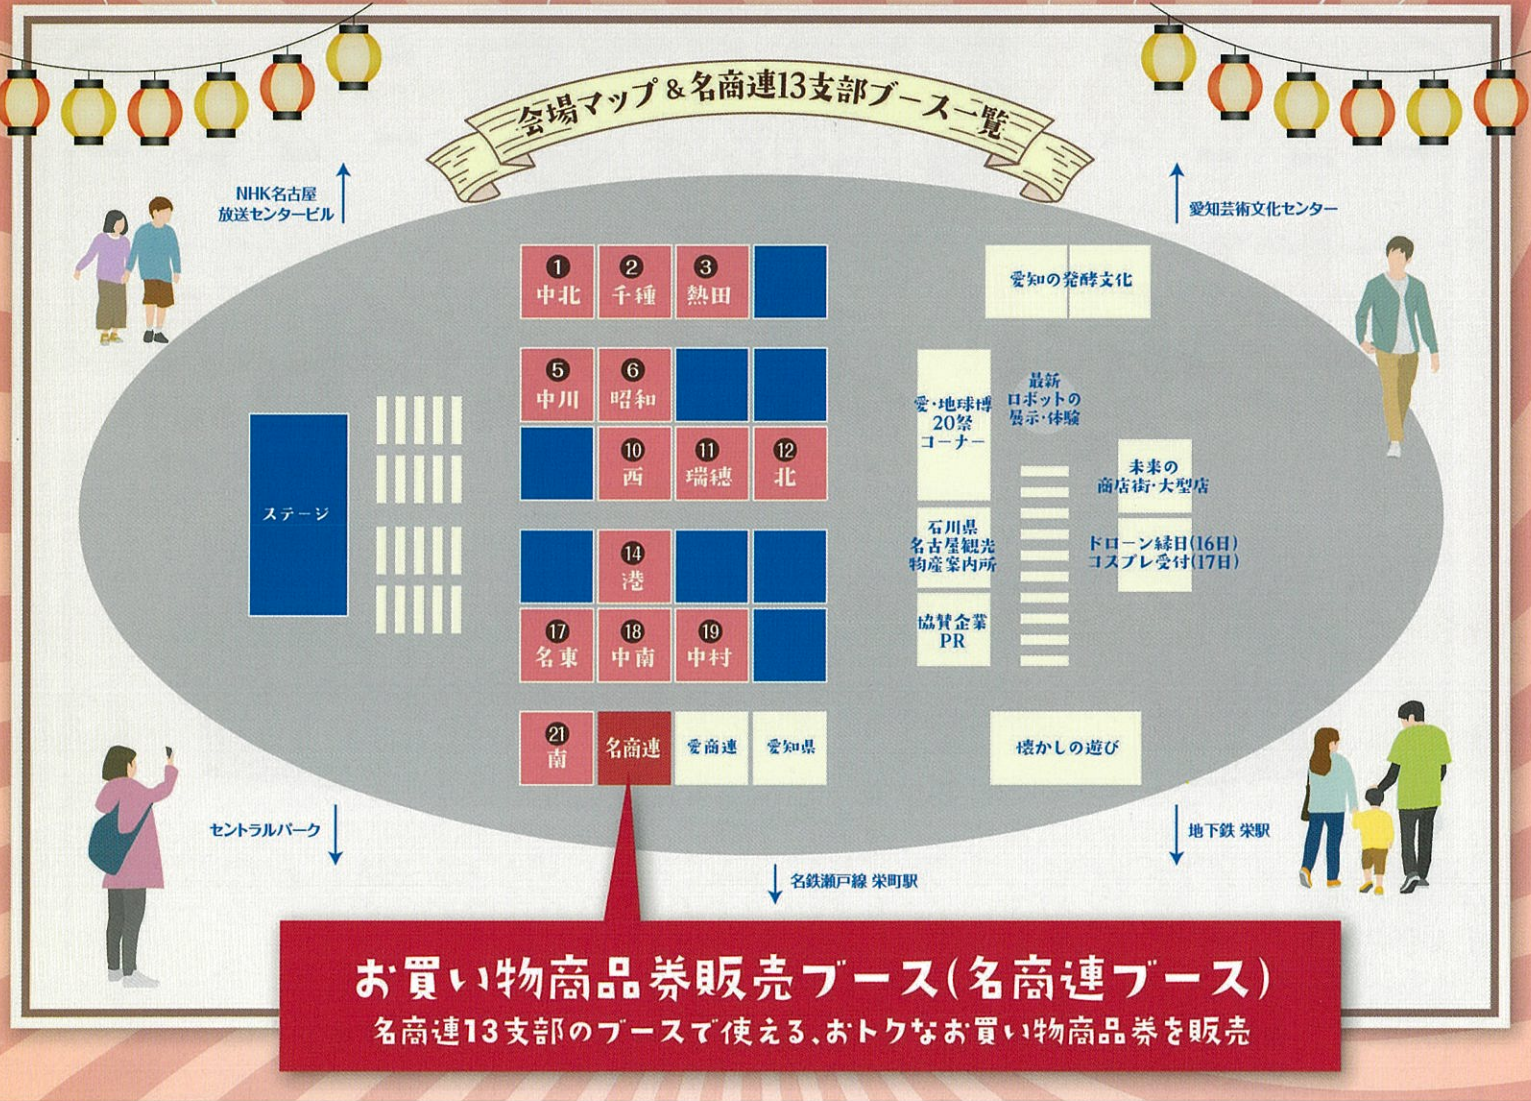 会場マップ&名商連13支部ブース一覧
NHK名古屋
放送センタービル
愛知芸術文化センター
1
中北
2
千種
3
熱田
愛知の発酵文化
5
中川
6
昭和
愛・地球博
20祭
コーナー
最新
ロボットの
展示・体験
10
西
11
瑞穂
12
北
未来の
商店街・大型店
ステージ
石川県
名古屋観光
物産案内所
ドローン縁日(16日)
コスプレ受付(17日)
14
港
協賛企業
PR
17
名東
18
中南
19
中村
21
南
名商連
愛商連
愛知県
懐かしの遊び
セントラルパーク
地下鉄 栄駅
名鉄瀬戸線 栄町駅
お買い物商品券販売ブース(名商連ブース)
名商連13支部のブースで使える、おトクなお買い物商品券を販売